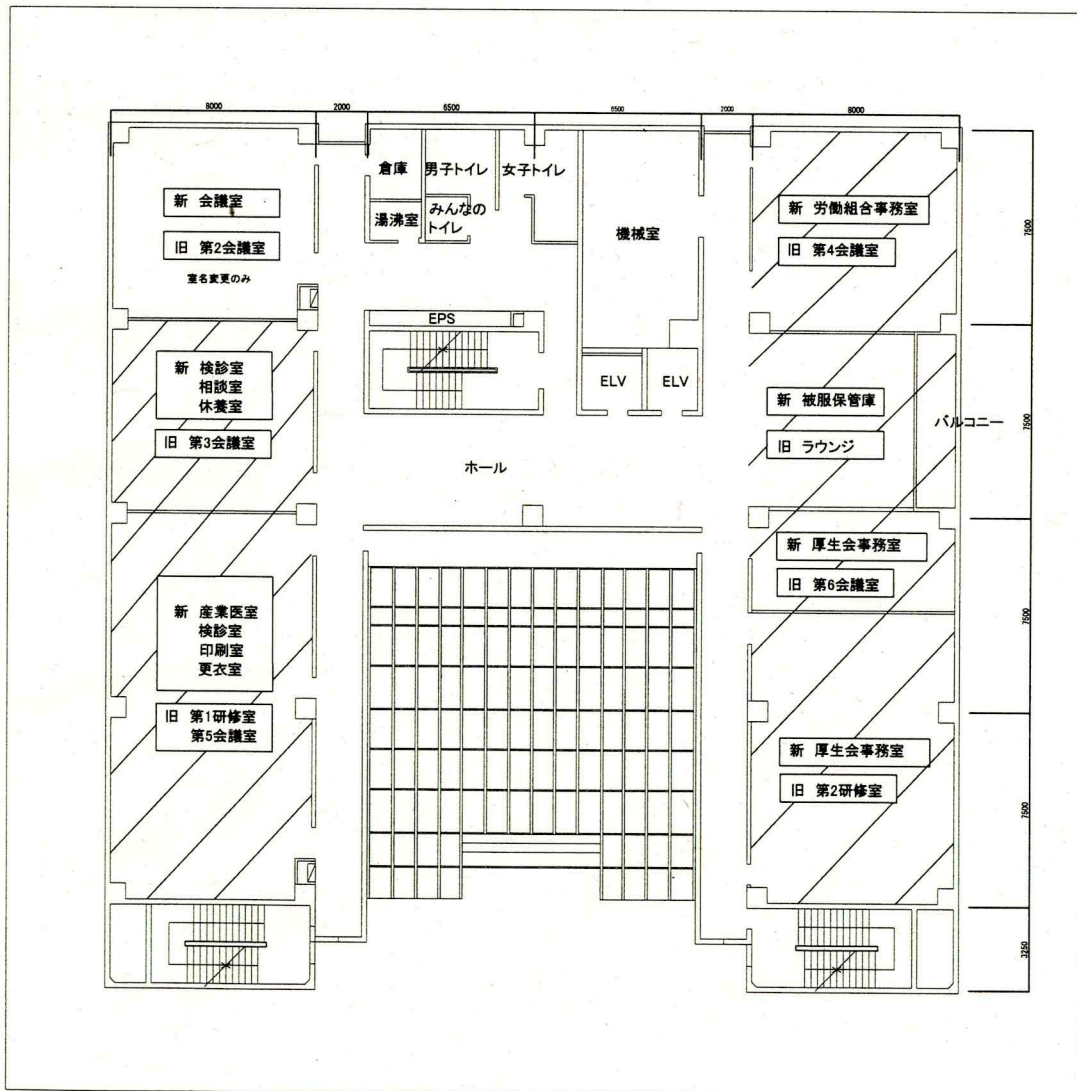 8000
2000
6500
6500
2000
8000
倉庫
男子トイレ
女子トイレ
湯沸室
みんなの
トイレ
機械室
新 会議室
旧 第2会議室
室名変更のみ
新 労働組合事務室
旧 第4会議室
7500
EPS
ELV
ELV
新 検診室
相談室
休養室
旧 第3会議室
新 被服保管庫
旧 ラウンジ
バルコニー
7500
ホール
新 厚生会事務室
旧 第6会議室
7500
新 産業医室
検診室
印刷室
更衣室
旧 第1研修室
第5会議室
新 厚生会事務室
旧 第2研修室
7500
3250